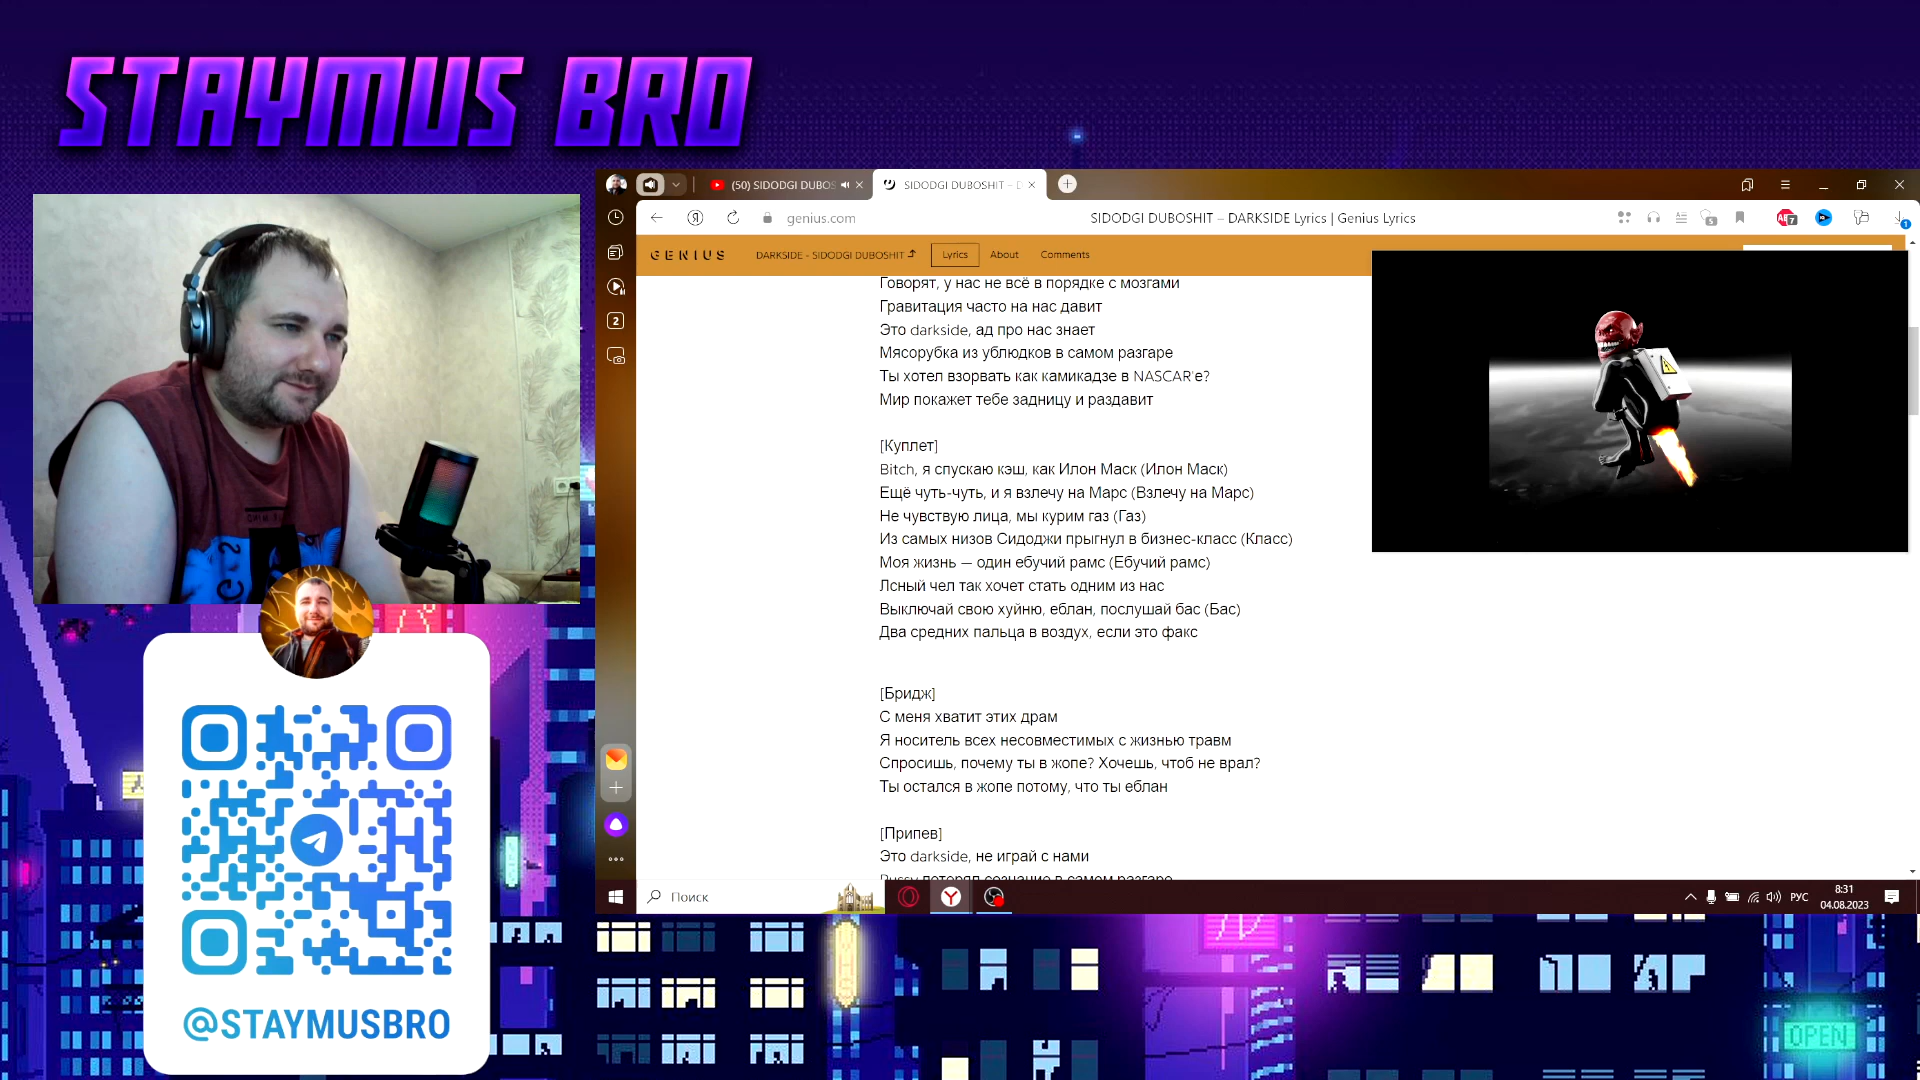 STAYMUS BRO
(50) SIDODGI DUBOS
SIDODGI DUBOSHIT –
genius.com
SIDODGI DUBOSHIT – DARKSIDE Lyrics | Genius Lyrics
GENIUS
DARKSIDE - SIDODGI DUBOSHIT
Lyrics
About
Comments
Говорят, у нас не всё в порядке с мозгами
Гравитация часто на нас давит
Это darkside, ад про нас знает
Мясорубка из ублюдков в самом разгаре
Ты хотел взорвать как камикадзе в NASCAR'е?
Мир покажет тебе задницу и раздавит
[Куплет]
Bitch, я спускаю кэш, как Илон Маск (Илон Маск)
Ещё чуть-чуть, и я взлечу на Марс (Взлечу на Марс)
Не чувствую лица, мы курим газ (Газ)
Из самых низов Сидоджи прыгнул в бизнес-класс (Класс)
Моя жизнь — один ебучий рамс (Ебучий рамс)
Лсный чел так хочет стать одним из нас
Выключай свою хуйню, еблан, послушай бас (Бас)
Два средних пальца в воздух, если это факс
[Бридж]
С меня хватит этих драм
Я носитель всех несовместимых с жизнью травм
Спросишь, почему ты в жопе? Хочешь, чтоб не врал?
Ты остался в жопе потому, что ты еблан
[Припев]
Это darkside, не играй с нами
Pussy потерял сознание в самом разгаре
2
Поиск
РУС
8:31
04.08.2023
@STAYMUSBRO
OPEN